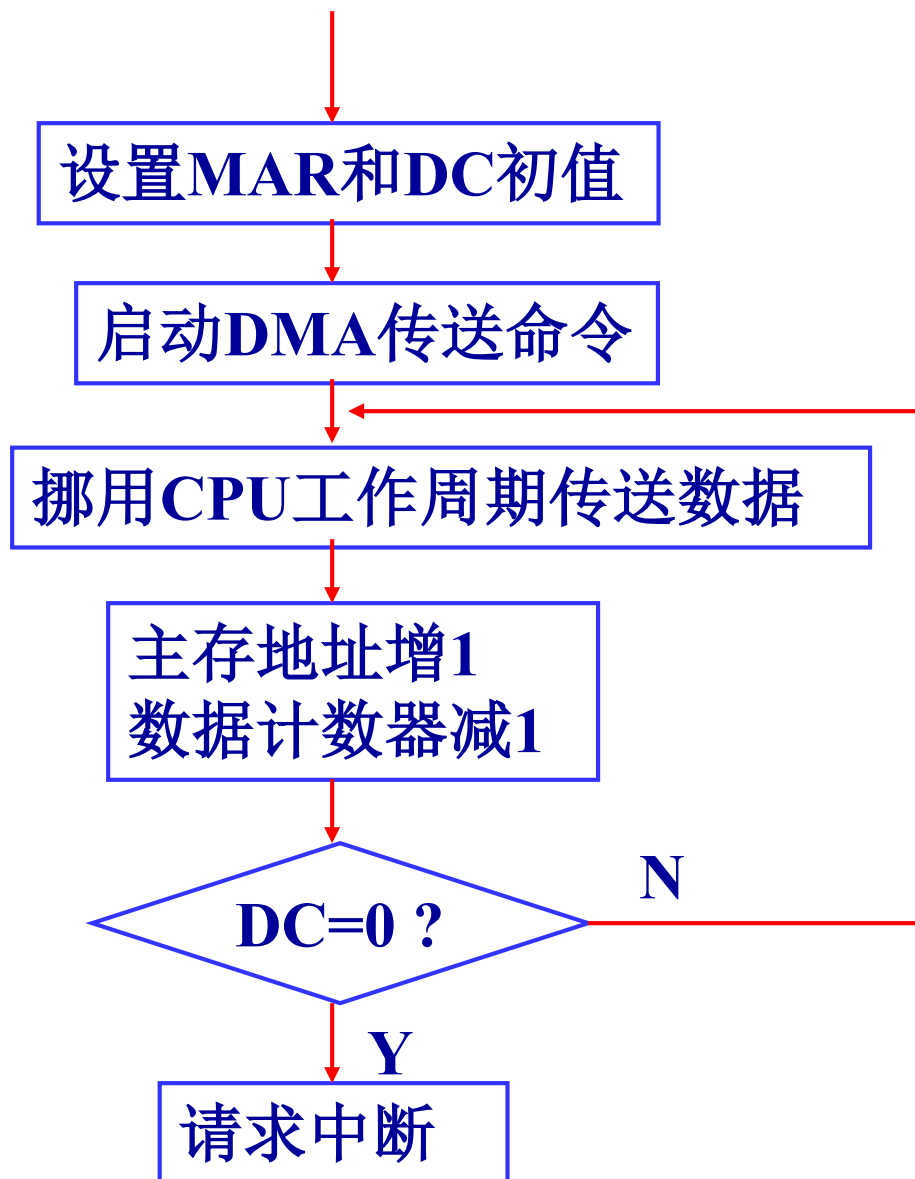 设置MAR和DC初值
启动DMA传送命令
挪用CPU工作周期传送数据
主存地址增1
数据计数器减1
DC=0 ?
N
Y
请求中断